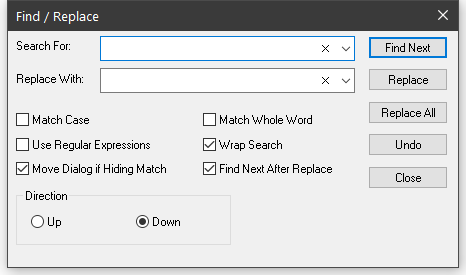 Find / Replace
Search For:
Find Next
Replace With:
Replace
Match Case
Match Whole Word
Replace All
Use Regular Expressions
Wrap Search
Undo
Move Dialog if Hiding Match
Find Next After Replace
Close
Direction
Up
Down